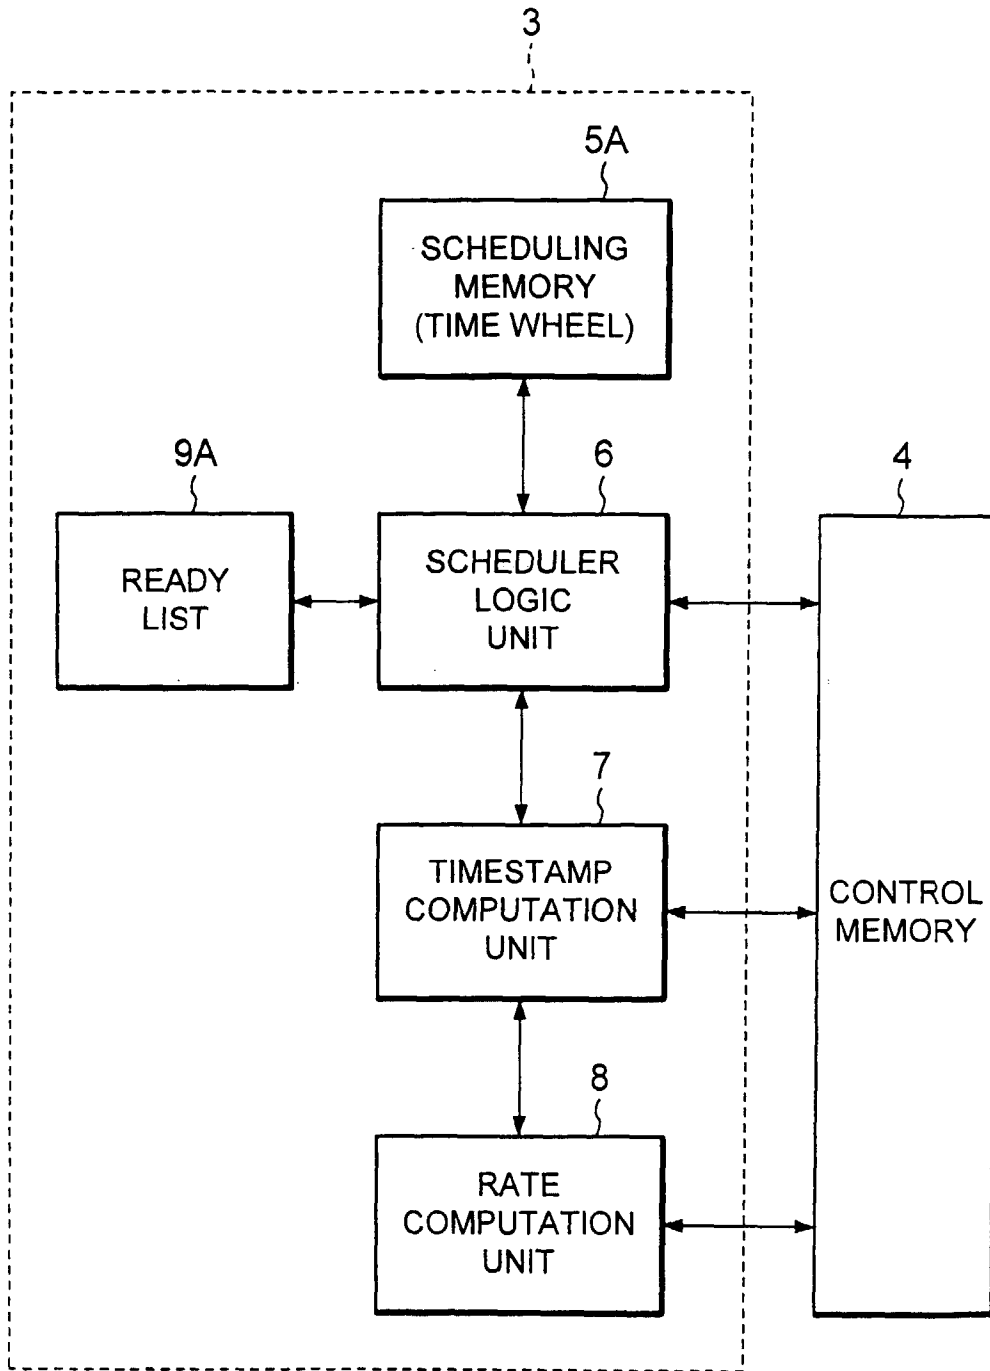 3
5A
SCHEDULING
MEMORY
(TIME WHEEL)
9A
READY
LIST
6
SCHEDULER
LOGIC
UNIT
4
CONTROL
MEMORY
7
TIMESTAMP
COMPUTATION
UNIT
8
RATE
COMPUTATION
UNIT